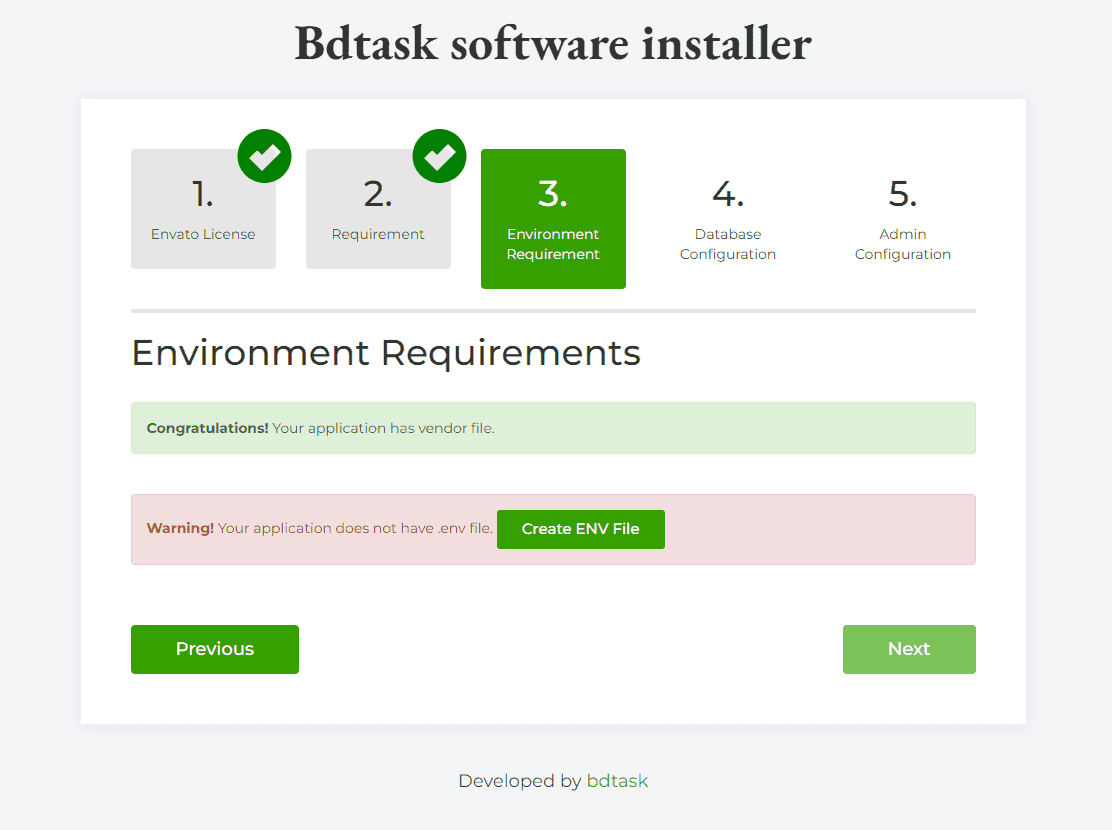 Bdtask software installer
1.
Envato License
2.
Requirement
3.
Environment
Requirement
4.
Database
Configuration
5.
Admin
Configuration
Environment Requirements
Congratulations! Your application has vendor file.
Warning! Your application does not have .env file. Create ENV File
Previous
Next
Developed by bdtask